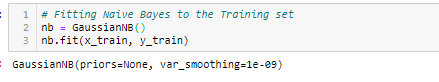 1 # Fitting Naive Bayes to the Training set
2 nb = GaussianNB()
3 nb.fit(x_train, y_train)
GaussianNB(priors=None, var_smoothing=1e-09)